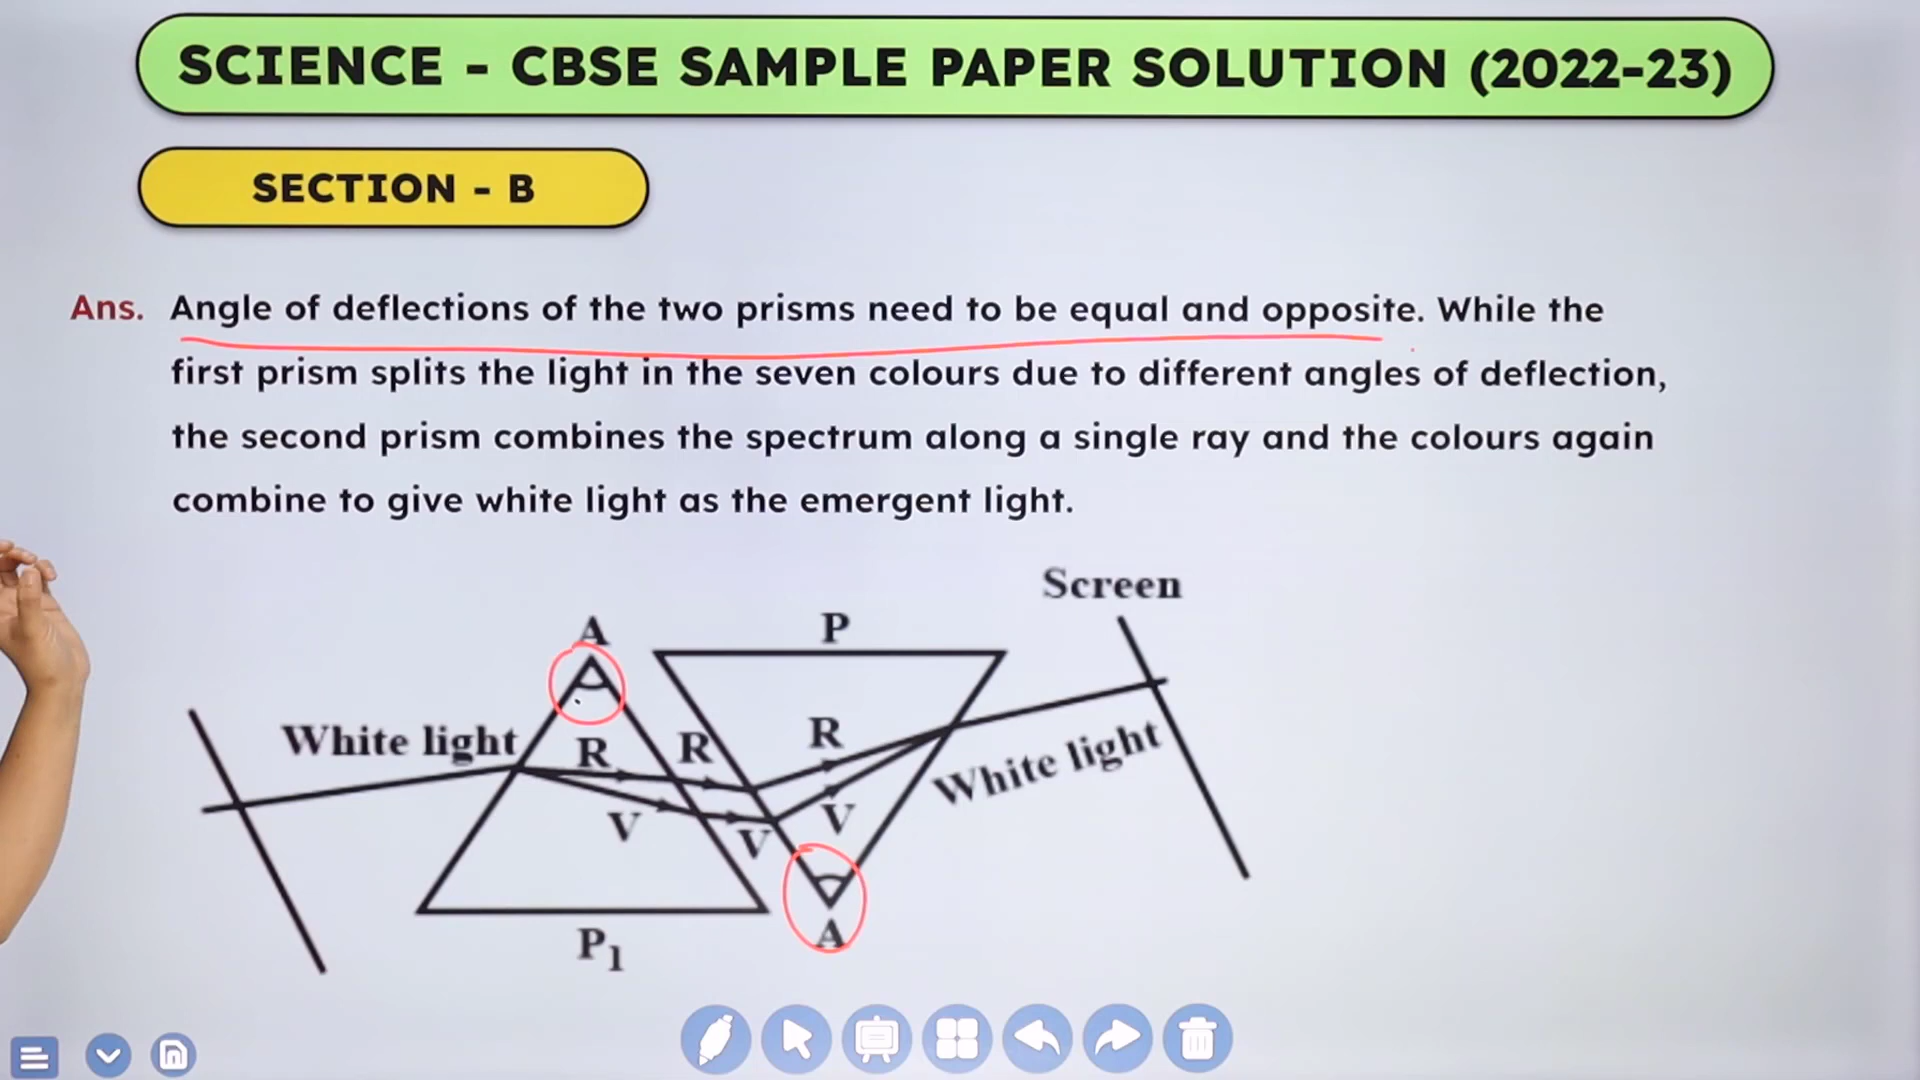 SCIENCE - CBSE SAMPLE PAPER SOLUTION (2022-23)
SECTION - B
Ans. Angle of deflections of the two prisms need to be equal and opposite. While the
first prism splits the light in the seven colours due to different angles of deflection,
the second prism combines the spectrum along a single ray and the colours again
combine to give white light as the emergent light.
Screen
A
P
White light
R
R
R
White light
V
V
V
A
P1